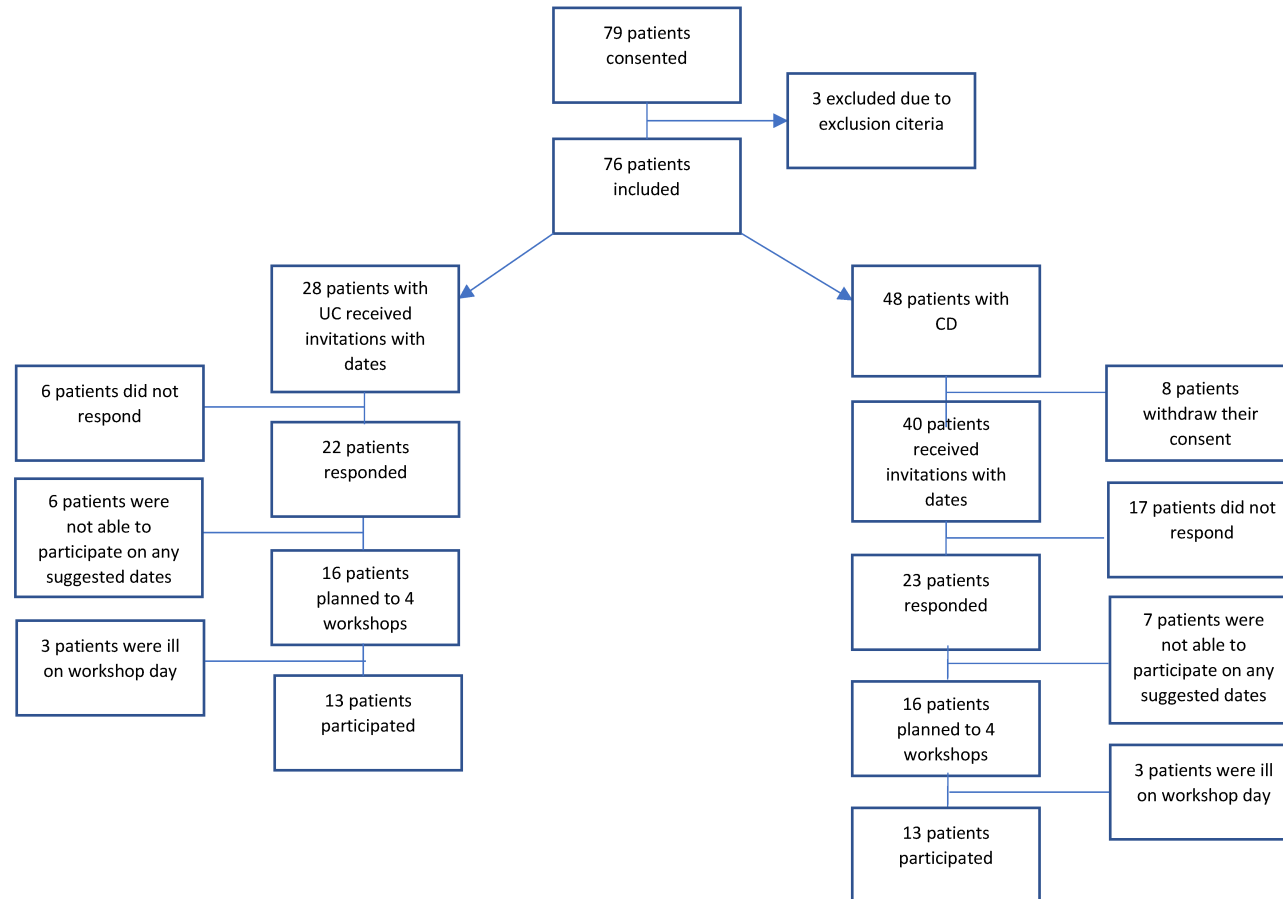 79 patients
consented
3 excluded due to
exclusion citeria
76 patients
included
28 patients with
UC received
invitations with
dates
6 patients did not
respond
22 patients
responded
6 patients were
not able to
participate on any
suggested dates
16 patients
planned to 4
workshops
3 patients were ill
on workshop day
13 patients
participated
48 patients with
CD
8 patients
withdraw their
consent
40 patients
received
invitations with
dates
17 patients did not
respond
23 patients
responded
7 patients were
not able to
participate on any
suggested dates
16 patients
planned to 4
workshops
3 patients were ill
on workshop day
13 patients
participated